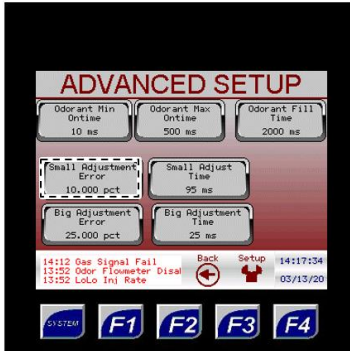 ADVANCED SETUP
Odorant Min
Ontime
10 ms
Odorant Max
Ontime
500 ms
Odorant Fill
Time
2000 ms
Small Adjustment
Error
10.000 pct
Small Adjust
Time
95 ms
Big Adjustment
Error
25.000 pct
Big Adjustment
Time
25 ms
14:12 Gas Signal Fail
13:52 Odor Flowmeter Disa
13:52 LoLo Inj Rate
Back
Setup
14:17:34
03/13/20
SYSTEM
F1
F2
F3
F4